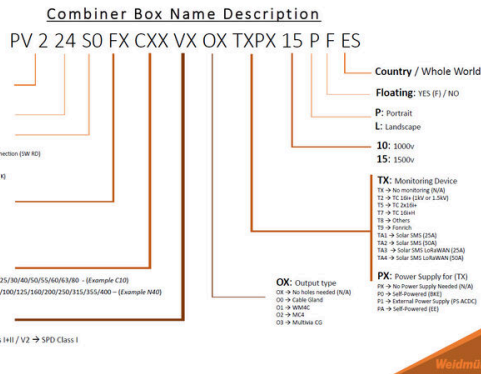 Combiner Box Name Description
PV 2 24 S0 FX CXX VX OX TXPX 15 P F ES
Country / Whole World
Floating: YES (F) / NO
P: Portrait
L: Landscape
10: 1000v
15: 1500v
nection (1W RD)
TX: Monitoring Device
TX → No monitoring (N/A)
T2 → TC 16I+ (1kV or 1.5kV)
T5 → TC 2x16I+
T7 → TC 16I+H
T8 → Others
T9 → Fonrich
TA1 → Solar SMS (25A)
TA2 → Solar SMS (50A)
TA3 → Solar SMS LoRaWAN (25A)
TA4 → Solar SMS LoRaWAN (50A)
PX: Power Supply for (TX)
PX → No Power Supply Needed (N/A)
P0 → Self-Powered (BKE)
P1 → External Power Supply (PS ACDC)
PA → Self-Powered (EE)
25/30/40/50/55/60/63/80 - (Example C10)
/100/125/160/200/250/315/355/400 – (Example N40)
OX: Output type
OX → No holes needed (N/A)
O0 → Cable Gland
O1 → WM4C
O2 → MC4
O3 → Multivia CG
I+II / V2 → SPD Class I
Weidmü